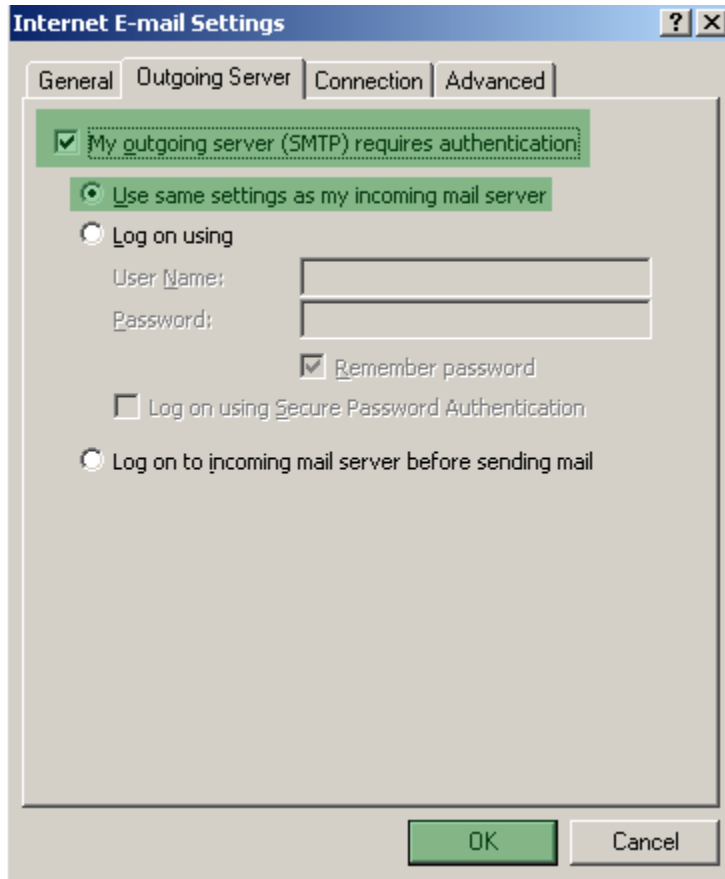 Internet E-mail Settings
General Outgoing Server Connection Advanced
My outgoing server (SMTP) requires authentication
Use same settings as my incoming mail server
Log on using
User Name:
Password:
Remember password
Log on using Secure Password Authentication
Log on to incoming mail server before sending mail
OK Cancel